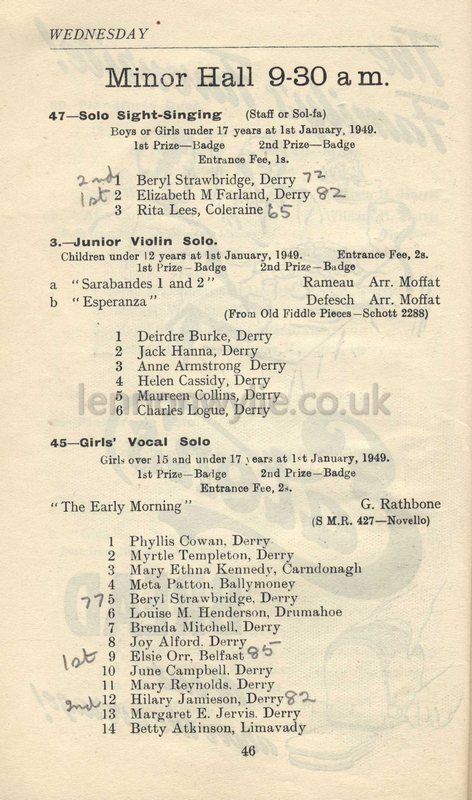 WEDNESDAY
Minor Hall 9-30 a m.
47—Solo Sight-Singing (Staff or Sol-fa)
Boys or Girls under 17 years at 1st January, 1949.
1st Prize—Badge 2nd Prize—Badge
Entrance Fee, 1s.
2nd 1 Beryl Strawbridge, Derry 72
1st 2 Elizabeth M Farland, Derry 82
3 Rita Lees, Coleraine 65
3.—Junior Violin Solo.
Children under 12 years at 1st January, 1949. Entrance Fee, 2s.
1st Prize—Badge 2nd Prize—Badge
a "Sarabandes 1 and 2" Rameau Arr. Moffat
b "Esperanza" Defesch Arr. Moffat
(From Old Fiddle Pieces—Schott 2288)
1 Deirdre Burke, Derry
2 Jack Hanna, Derry
3 Anne Armstrong Derry
4 Helen Cassidy, Derry
5 Maureen Collins, Derry
6 Charles Logue, Derry
45—Girls' Vocal Solo
Girls over 15 and under 17 years at 1st January, 1949.
1st Prize—Badge 2nd Prize—Badge
Entrance Fee, 2s.
"The Early Morning" G. Rathbone
(S M.R. 427—Novello)
1 Phyllis Cowan, Derry
2 Myrtle Templeton, Derry
3 Mary Ethna Kennedy, Carndonagh
4 Meta Patton, Ballymoney
77 5 Beryl Strawbridge, Derry
6 Louise M. Henderson, Drumahoe
7 Brenda Mitchell, Derry
8 Joy Alford, Derry
1st 9 Elsie Orr, Belfast 85
10 June Campbell, Derry
11 Mary Reynolds, Derry
2nd 12 Hilary Jamieson, Derry 82
13 Margaret E. Jervis, Derry
14 Betty Atkinson, Limavady
46